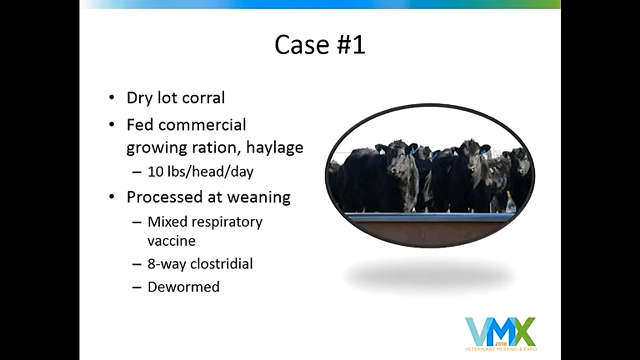 Case #1
• Dry lot corral
• Fed commercial
growing ration, haylage
– 10 lbs/head/day
• Processed at weaning
– Mixed respiratory
vaccine
– 8-way clostridial
– Dewormed
VMX
2018
VETERINARY MEETING & EXPO